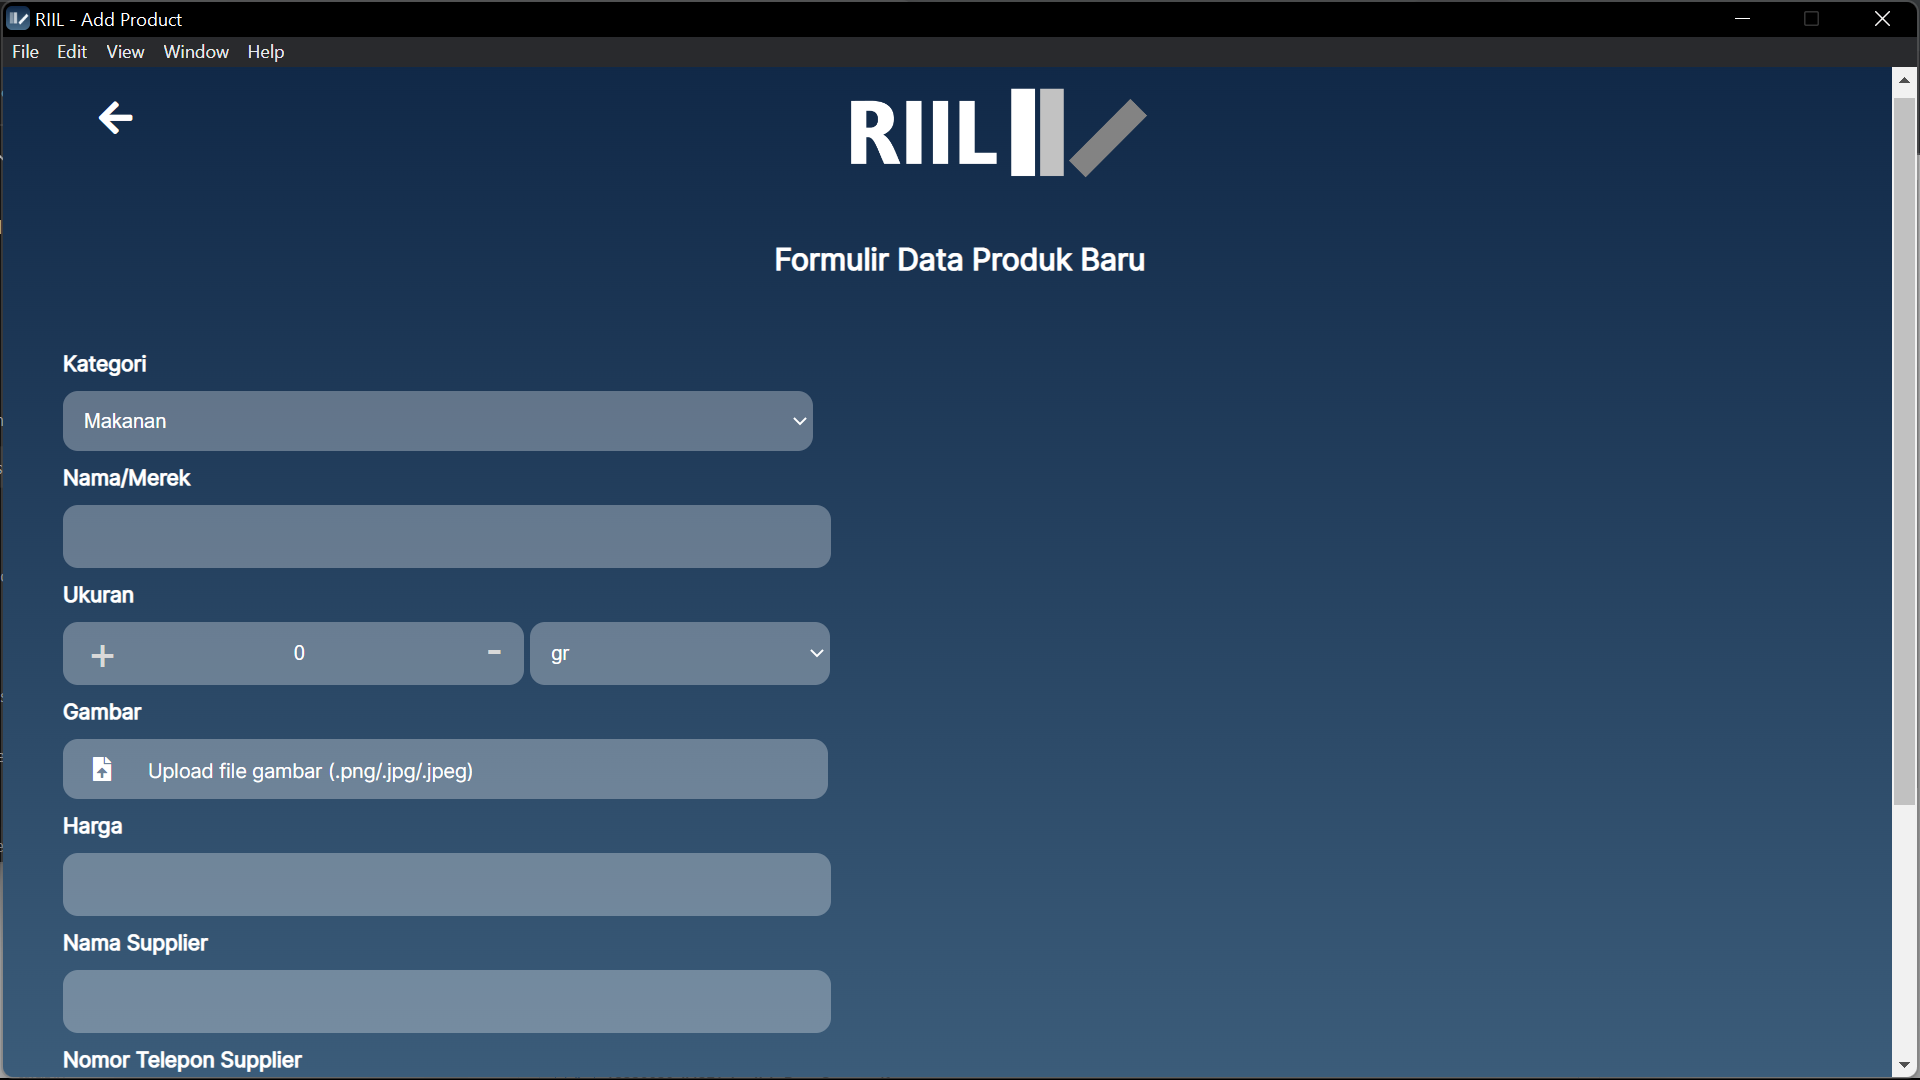 RIIL - Add Product
File Edit View Window Help
RIIL
Formulir Data Produk Baru
Kategori
Makanan
Nama/Merek
Ukuran
+ 0 - gr
Gambar
Upload file gambar (.png/.jpg/.jpeg)
Harga
Nama Supplier
Nomor Telepon Supplier